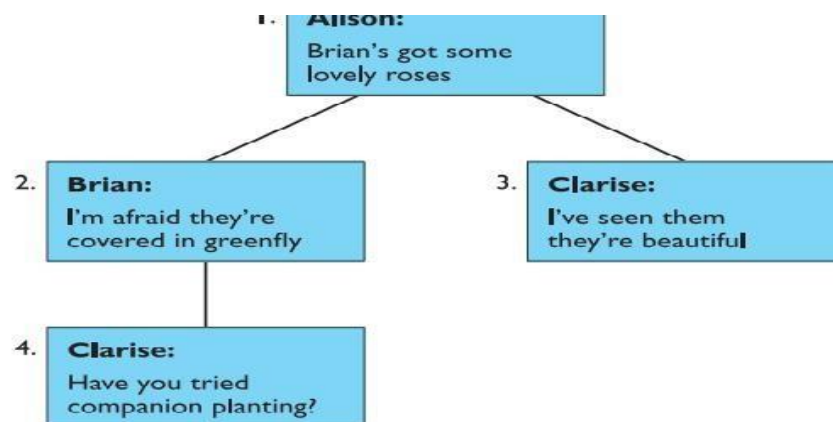 1. Alison:
Brian's got some
lovely roses
2. Brian:
I'm afraid they're
covered in greenfly
3. Clarise:
I've seen them
they're beautiful
4. Clarise:
Have you tried
companion planting?